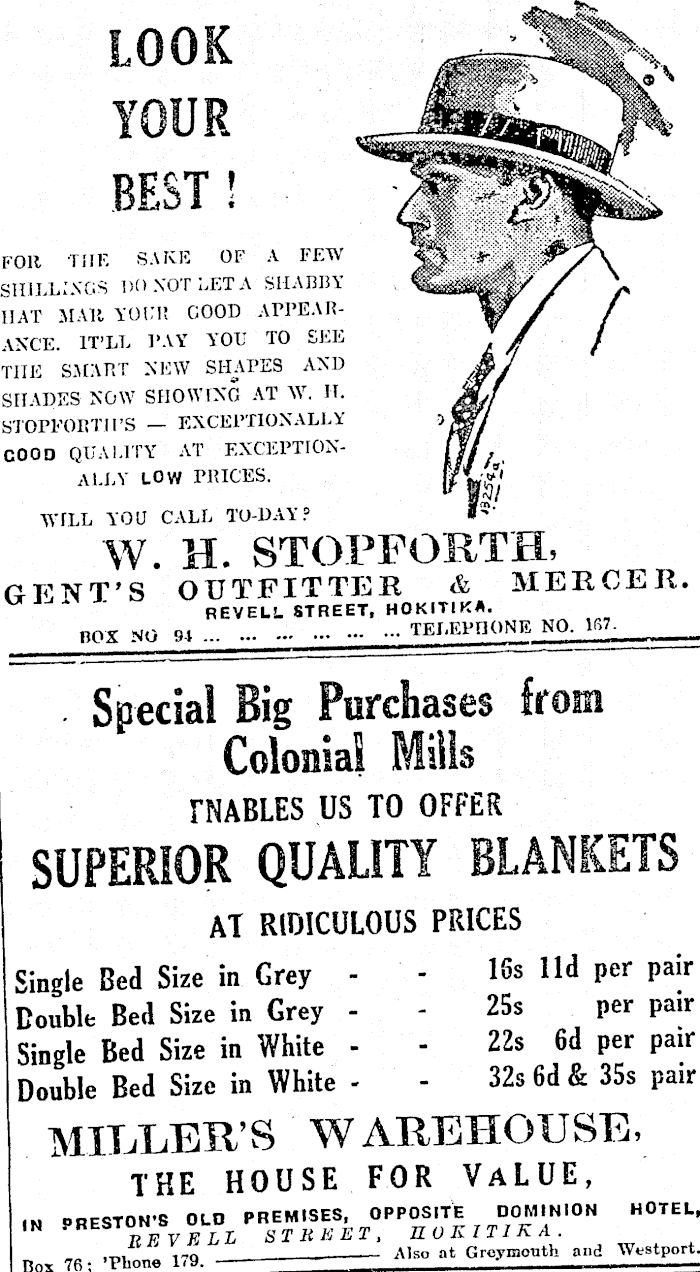 LOOK
YOUR
BEST !
FOR THE SAKE OF A FEW
SHILLINGS DO NOT LET A SHABBY
HAT MAR YOUR GOOD APPEAR-
ANCE. IT'LL PAY YOU TO SEE
THE SMART NEW SHAPES AND
SHADES NOW SHOWING AT W. H.
STOPFORTH'S — EXCEPTIONALLY
GOOD QUALITY AT EXCEPTION-
ALLY LOW PRICES.
WILL YOU CALL TO-DAY?
13254a
W. H. STOPFORTH,
GENT'S OUTFITTER & MERCER.
REVELL STREET, HOKITIKA.
BOX NO 94 ... ... ... ... ... ... TELEPHONE NO. 167.
Special Big Purchases from
Colonial Mills
ENABLES US TO OFFER
SUPERIOR QUALITY BLANKETS
AT RIDICULOUS PRICES
Single Bed Size in Grey - - 16s 11d per pair
Double Bed Size in Grey - - 25s per pair
Single Bed Size in White - - 22s 6d per pair
Double Bed Size in White - - 32s 6d & 35s pair
MILLER'S WAREHOUSE,
THE HOUSE FOR VALUE,
IN PRESTON'S OLD PREMISES, OPPOSITE DOMINION HOTEL,
REVELL STREET, HOKITIKA.
Box 76; 'Phone 179. ——— Also at Greymouth and Westport.